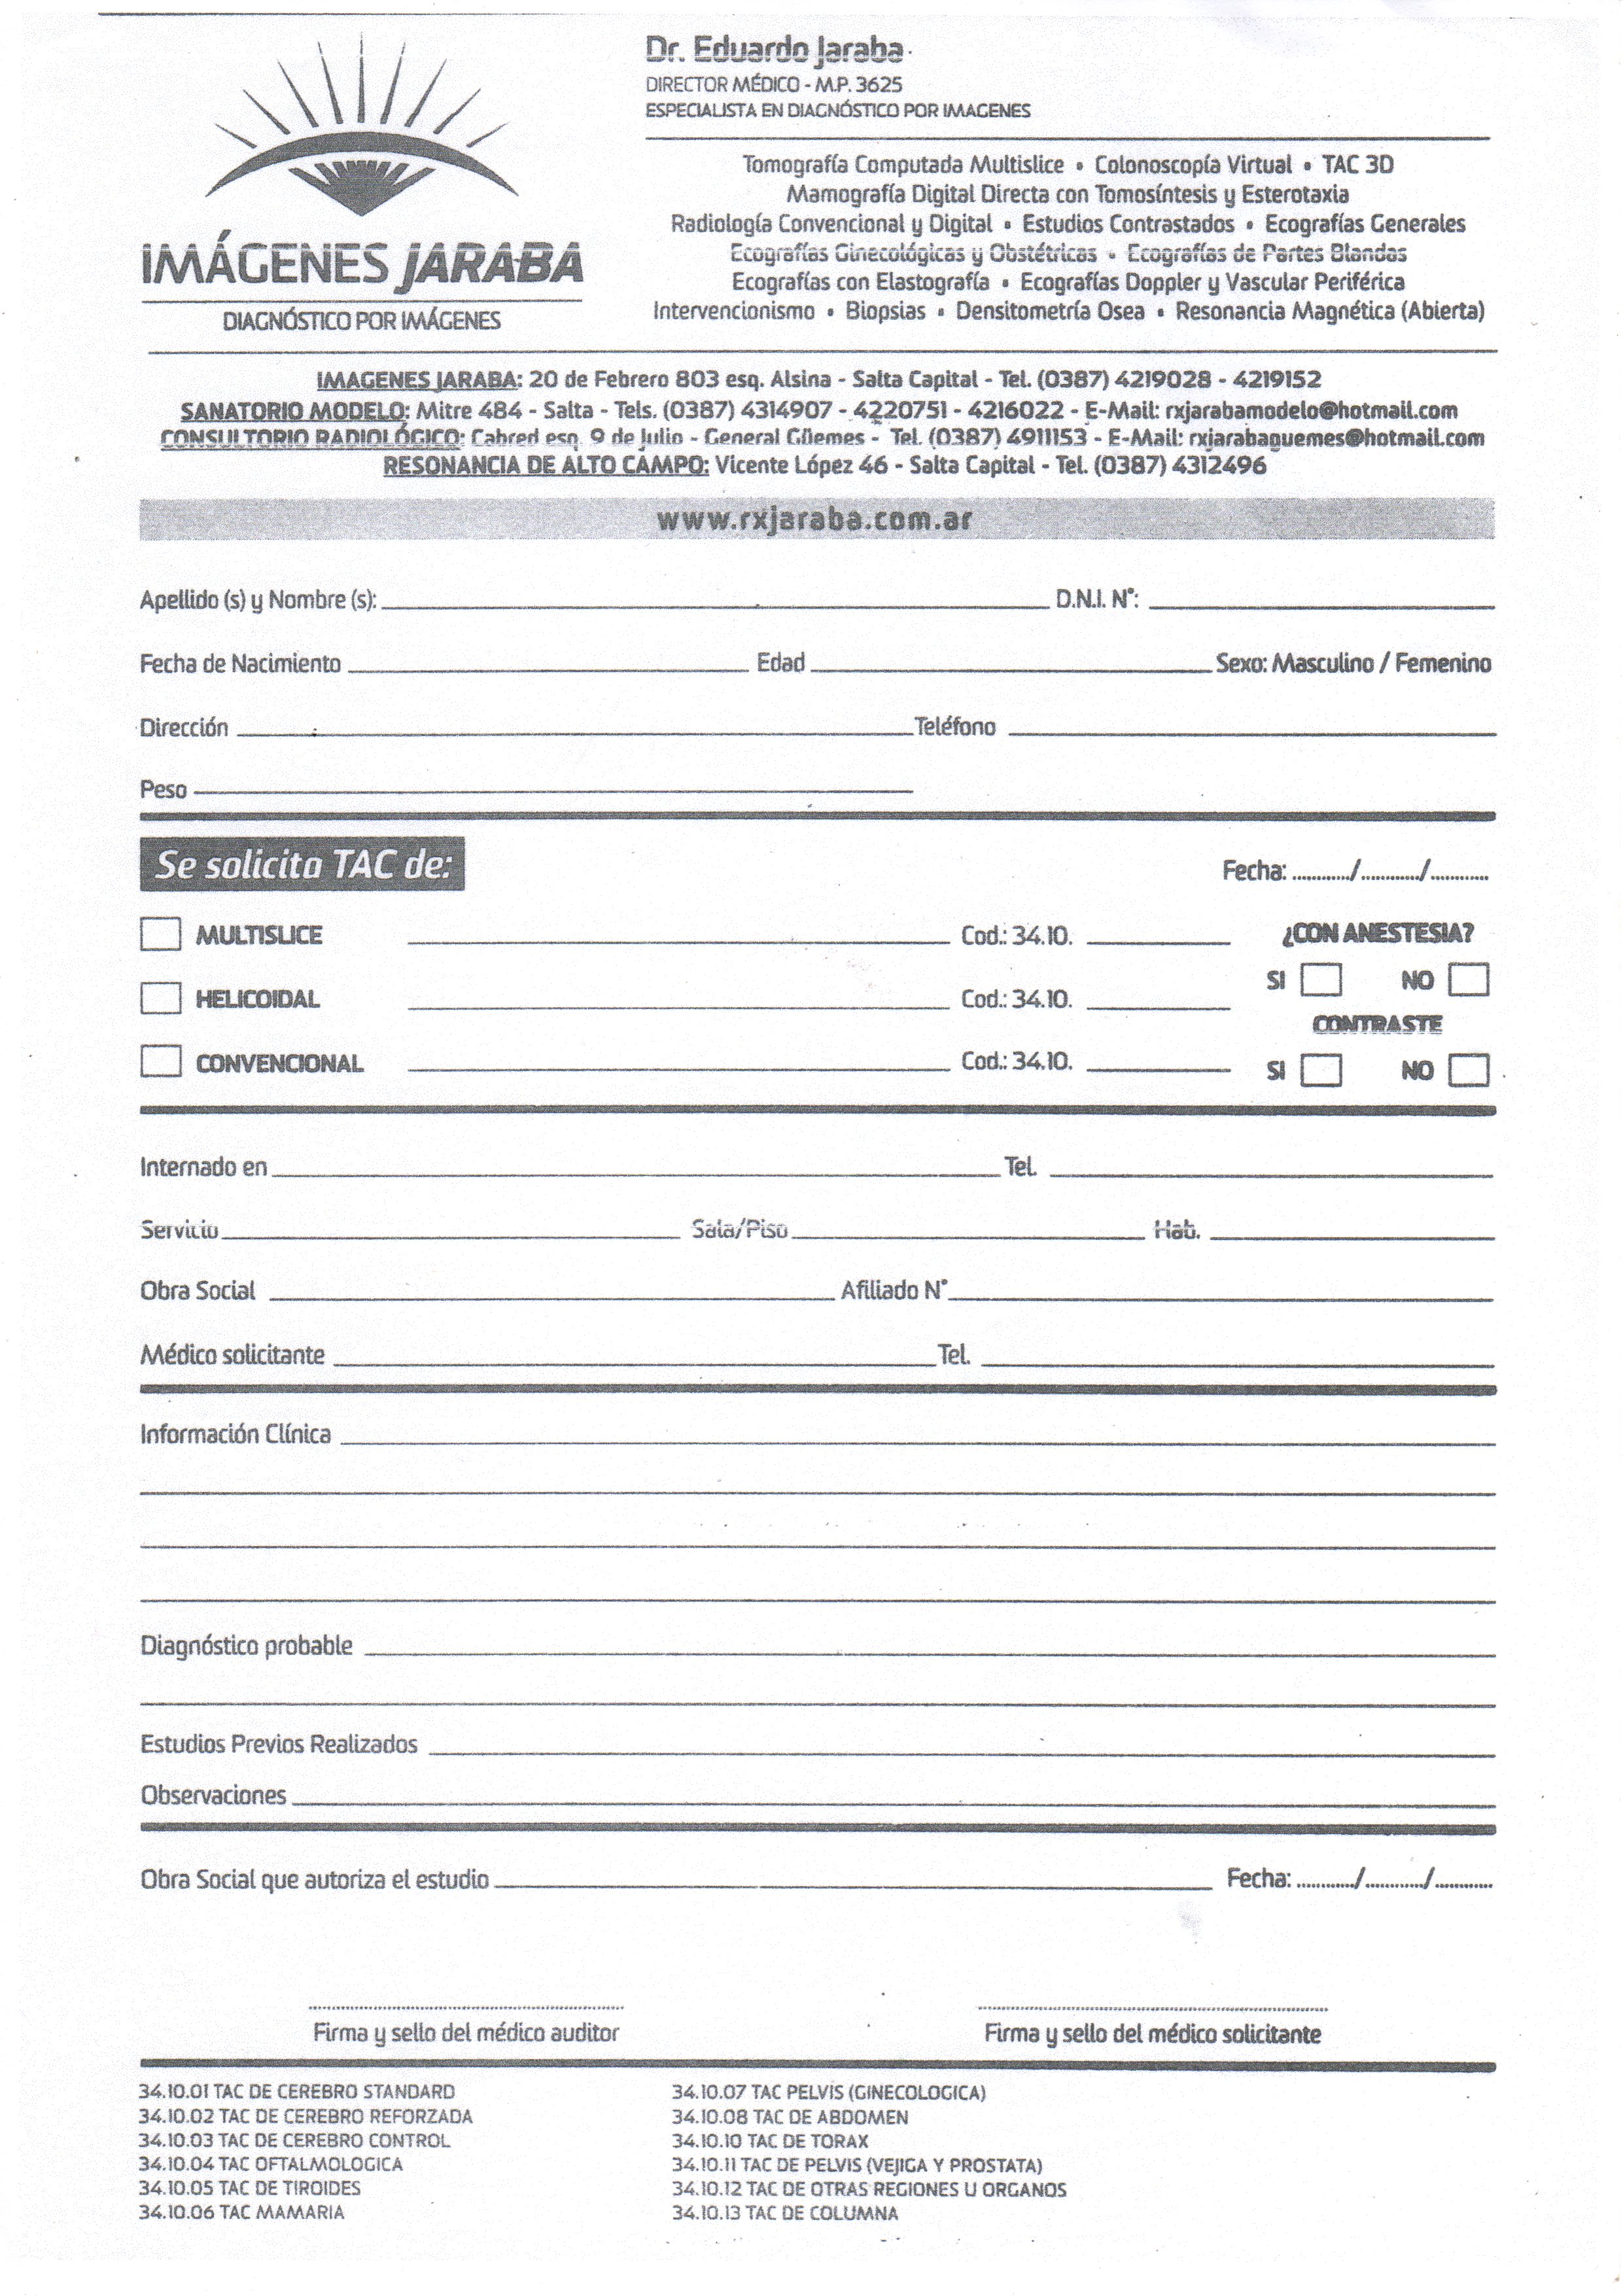 Dr. Eduardo Jaraba
DIRECTOR MÉDICO - M.P. 3625
ESPECIALISTA EN DIAGNÓSTICO POR IMAGENES
IMÁGENES JARABA
DIAGNÓSTICO POR IMÁGENES
Tomografía Computada Multislice • Colonoscopía Virtual • TAC 3D
Mamografía Digital Directa con Tomosíntesis y Esterotaxia
Radiología Convencional y Digital • Estudios Contrastados • Ecografías Generales
Ecografías Ginecológicas y Obstétricas • Ecografías de Partes Blandas
Ecografías con Elastografía • Ecografías Doppler y Vascular Periférica
Intervencionismo • Biopsias • Densitometría Osea • Resonancia Magnética (Abierta)
IMAGENES JARABA: 20 de Febrero 803 esq. Alsina - Salta Capital - Tel. (0387) 4219028 - 4219152
SANATORIO MODELO: Mitre 484 - Salta - Tels. (0387) 4314907 - 4220751 - 4216022 - E-Mail: rxjarabamodelo@hotmail.com
CONSULTORIO RADIOLÓGICO: Cabred esq. 9 de Julio - General Güemes - Tel. (0387) 4911153 - E-Mail: rxjarabaguemes@hotmail.com
RESONANCIA DE ALTO CAMPO: Vicente López 46 - Salta Capital - Tel. (0387) 4312496
www.rxjaraba.com.ar
Apellido (s) y Nombre (s): D.N.I. N°:
Fecha de Nacimiento Edad Sexo: Masculino / Femenino
Dirección Teléfono
Peso
Se solicita TAC de: Fecha: ............/............/............
MULTISLICE Cod.: 34.10. ¿CON ANESTESIA?
SI NO
HELICOIDAL Cod.: 34.10.
CONTRASTE
CONVENCIONAL Cod.: 34.10. SI NO
Internado en Tel.
Servicio Sala/Piso Hab.
Obra Social Afiliado N°
Médico solicitante Tel.
Información Clínica
Diagnóstico probable
Estudios Previos Realizados
Observaciones
Obra Social que autoriza el estudio Fecha: ............/............/............
Firma y sello del médico auditor Firma y sello del médico solicitante
34.10.01 TAC DE CEREBRO STANDARD
34.10.02 TAC DE CEREBRO REFORZADA
34.10.03 TAC DE CEREBRO CONTROL
34.10.04 TAC OFTALMOLOGICA
34.10.05 TAC DE TIROIDES
34.10.06 TAC MAMARIA
34.10.07 TAC PELVIS (GINECOLOGICA)
34.10.08 TAC DE ABDOMEN
34.10.10 TAC DE TORAX
34.10.11 TAC DE PELVIS (VEJIGA Y PROSTATA)
34.10.12 TAC DE OTRAS REGIONES U ORGANOS
34.10.13 TAC DE COLUMNA